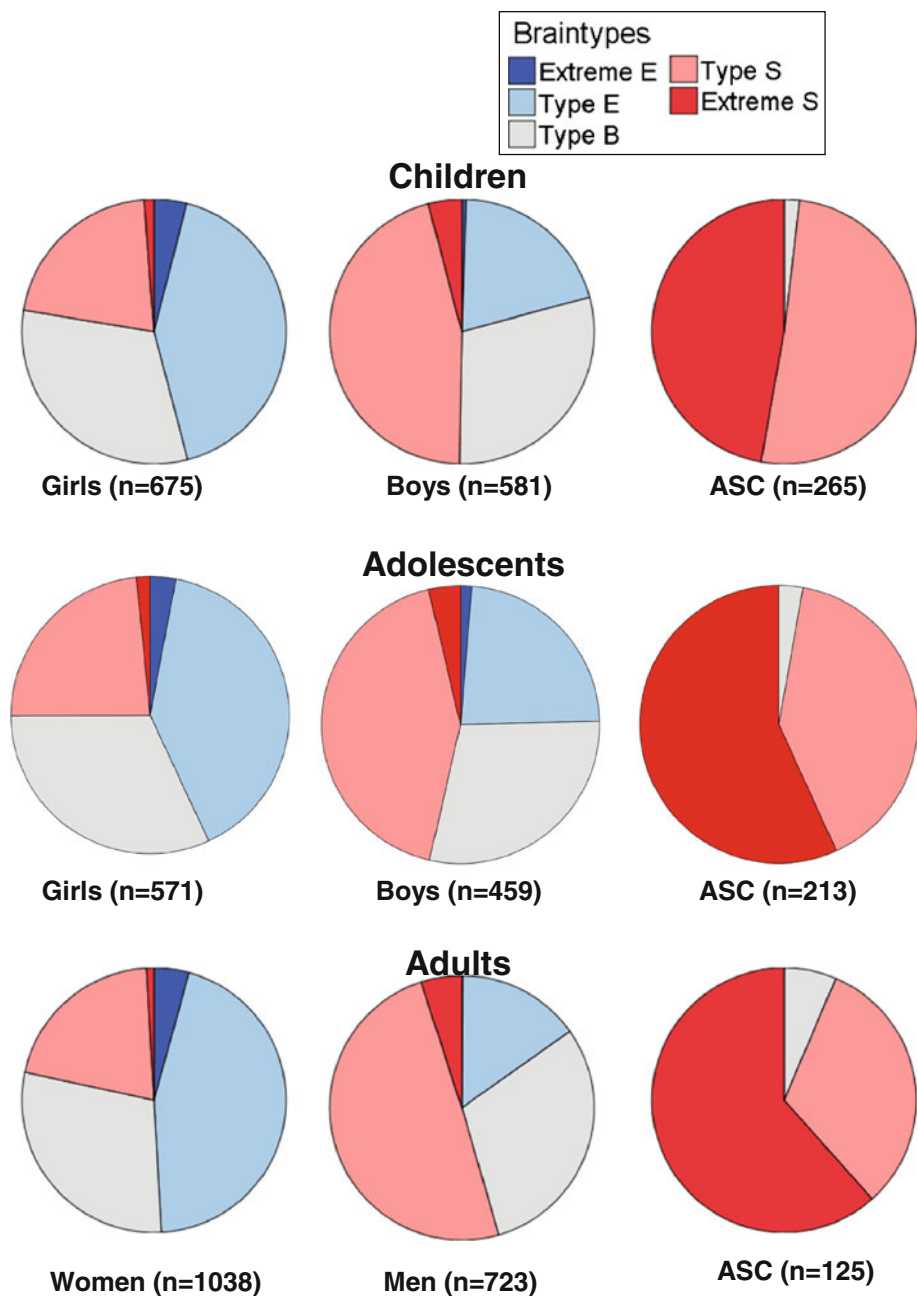 Braintypes
Extreme E
Type S
Type E
Extreme S
Type B
Children
Girls (n=675)
Boys (n=581)
ASC (n=265)
Adolescents
Girls (n=571)
Boys (n=459)
ASC (n=213)
Adults
Women (n=1038)
Men (n=723)
ASC (n=125)